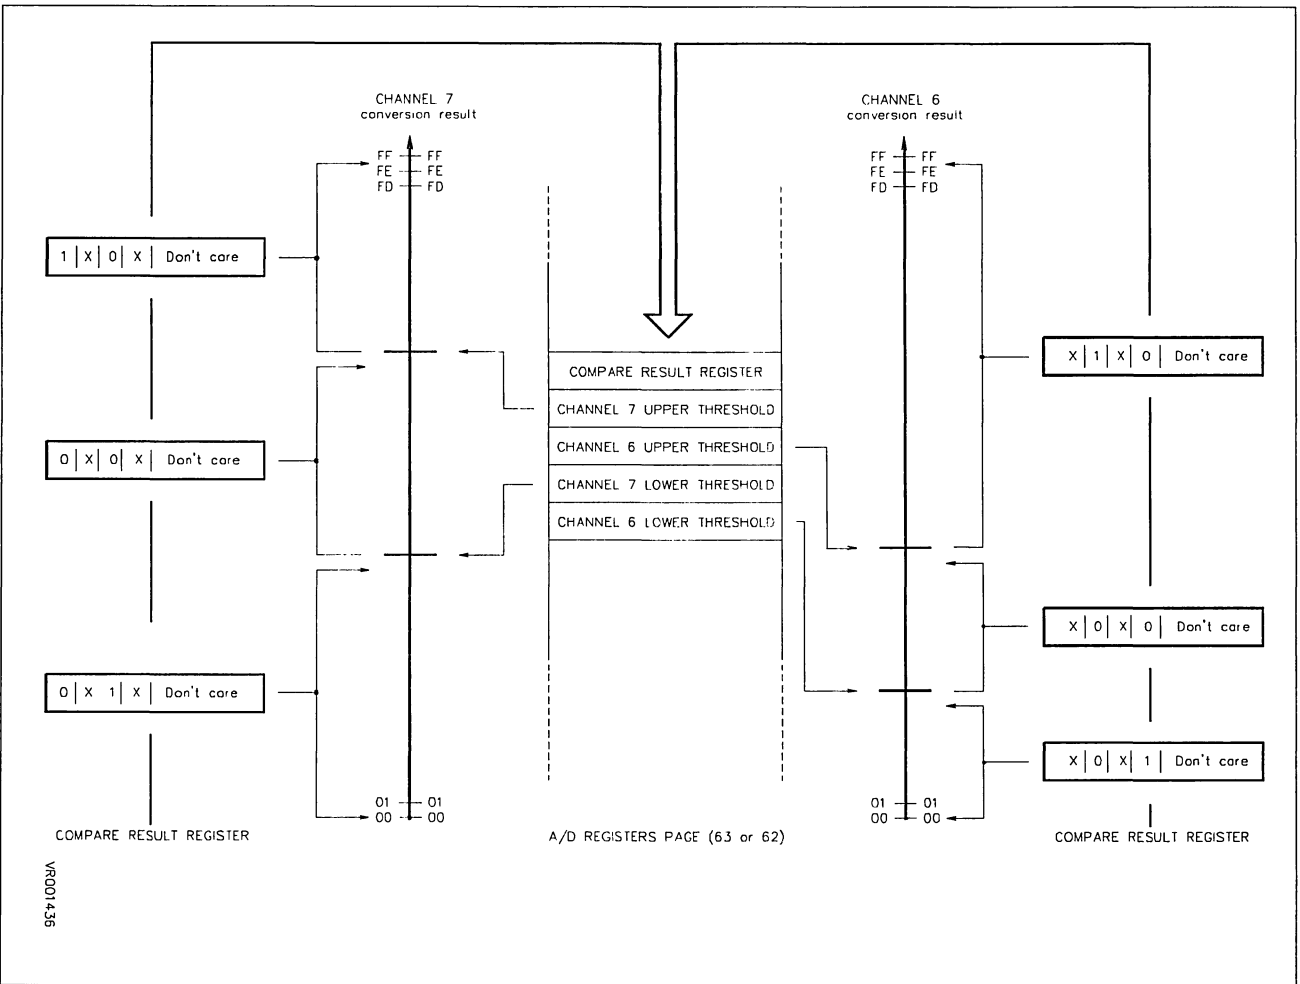 CHANNEL 7
conversion result
FF FF
FE FE
FD FD
CHANNEL 6
conversion result
FF FF
FE FE
FD FD
1 | X | 0 | X | Don't care
X | 1 | X | 0 | Don't care
COMPARE RESULT REGISTER
CHANNEL 7 UPPER THRESHOLD
CHANNEL 6 UPPER THRESHOLD
CHANNEL 7 LOWER THRESHOLD
CHANNEL 6 LOWER THRESHOLD
0 | X | 0 | X | Don't care
X | 0 | X | 0 | Don't care
0 | X 1 | X | Don't care
X | 0 | X | 1 | Don't care
01 01
00 00
01 01
00 00
COMPARE RESULT REGISTER
A/D REGISTERS PAGE (63 or 62)
COMPARE RESULT REGISTER
VR001436